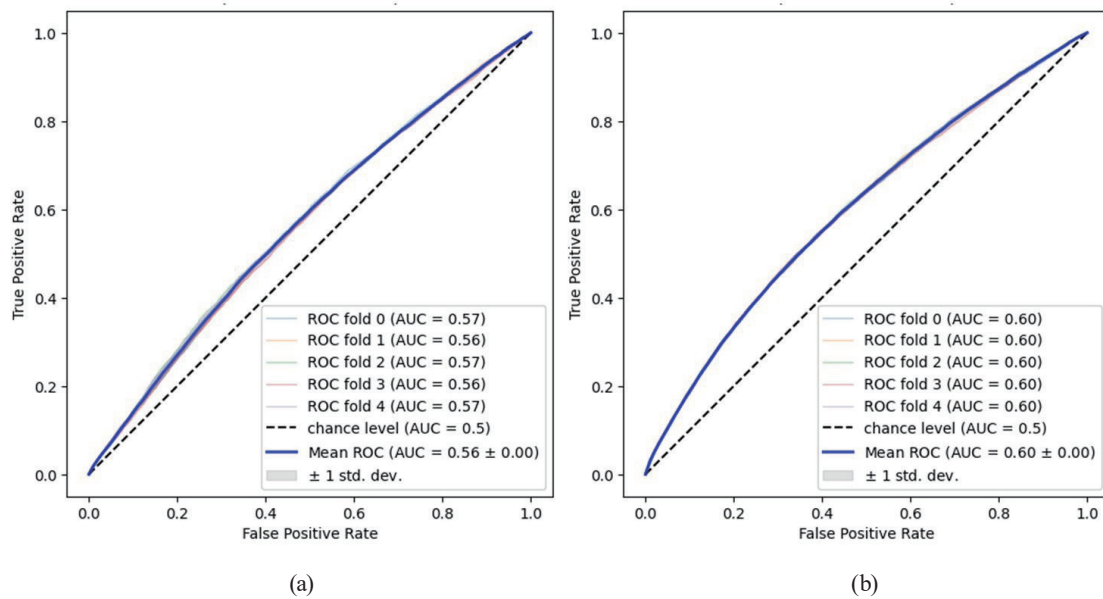 1.0
0.8
0.6
0.4
0.2
0.0
True Positive Rate
ROC fold 0 (AUC = 0.57)
ROC fold 1 (AUC = 0.56)
ROC fold 2 (AUC = 0.57)
ROC fold 3 (AUC = 0.56)
ROC fold 4 (AUC = 0.57)
chance level (AUC = 0.5)
Mean ROC (AUC = 0.56 ± 0.00)
± 1 std. dev.
0.0 0.2 0.4 0.6 0.8 1.0
False Positive Rate
(a)
1.0
0.8
0.6
0.4
0.2
0.0
True Positive Rate
ROC fold 0 (AUC = 0.60)
ROC fold 1 (AUC = 0.60)
ROC fold 2 (AUC = 0.60)
ROC fold 3 (AUC = 0.60)
ROC fold 4 (AUC = 0.60)
chance level (AUC = 0.5)
Mean ROC (AUC = 0.60 ± 0.00)
± 1 std. dev.
0.0 0.2 0.4 0.6 0.8 1.0
False Positive Rate
(b)